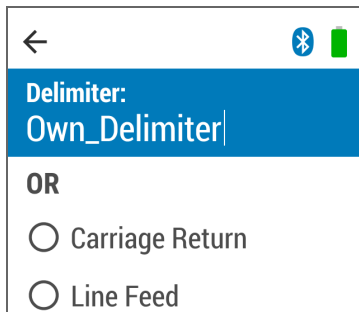 Delimiter:
Own_Delimiter
OR
Carriage Return
Line Feed